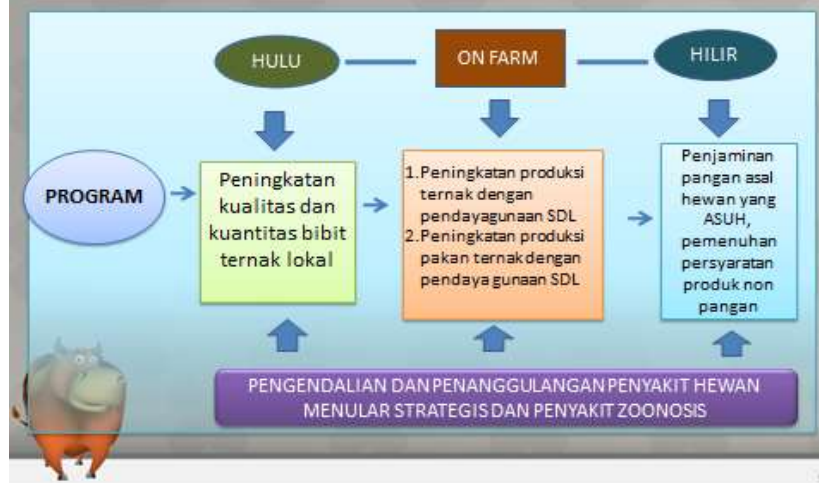 HULU
ON FARM
HILIR
PROGRAM
Peningkatan
kualitas dan
kuantitas bibit
ternak lokal
1.Peningkatan produksi
ternak dengan
pendayagunaan SDL
2.Peningkatan produksi
pakan ternak dengan
pendaya gunaan SDL
Penjaminan
pangan asal
hewan yang
ASUH,
pemenuhan
persyaratan
produk non
pangan
PENGENDALIAN DAN PENANGGULANGAN PENYAKIT HEWAN
MENULAR STRATEGIS DAN PENYAKIT ZOONOSIS